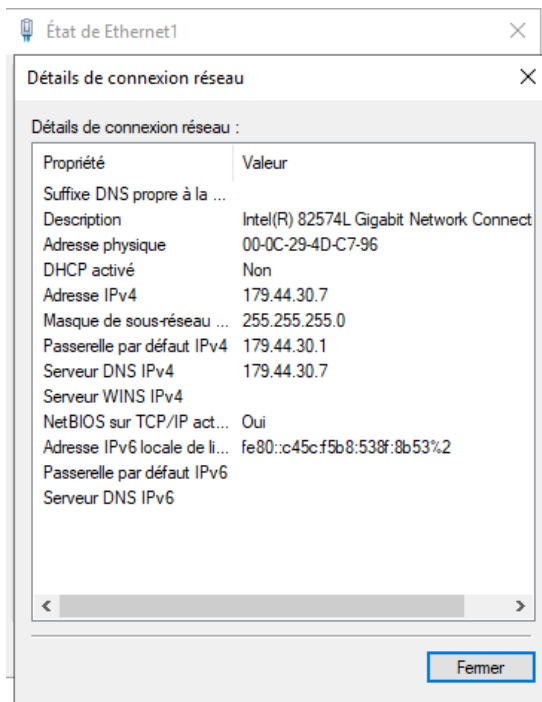 État de Ethernet1
Détails de connexion réseau
Détails de connexion réseau :
Propriété Valeur
Suffixe DNS propre à la ...
Description Intel(R) 82574L Gigabit Network Connect
Adresse physique 00-0C-29-4D-C7-96
DHCP activé Non
Adresse IPv4 179.44.30.7
Masque de sous-réseau ... 255.255.255.0
Passerelle par défaut IPv4 179.44.30.1
Serveur DNS IPv4 179.44.30.7
Serveur WINS IPv4
NetBIOS sur TCP/IP act... Oui
Adresse IPv6 locale de li... fe80::c45c:f5b8:538f:8b53%2
Passerelle par défaut IPv6
Serveur DNS IPv6
Fermer